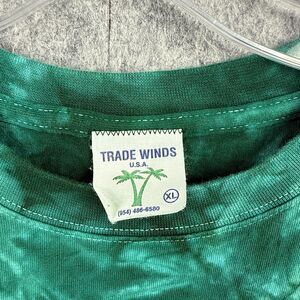 TRADE WINDS
U.S.A.
XL
(954) 486-6580